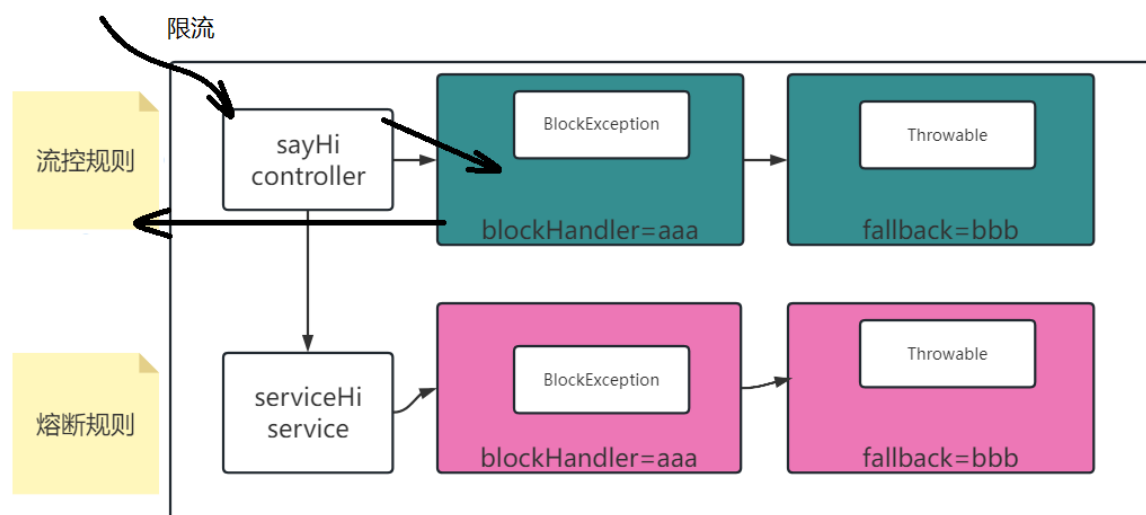 限流
流控规则
sayHi
controller
BlockException
blockHandler=aaa
Throwable
fallback=bbb
熔断规则
serviceHi
service
BlockException
blockHandler=aaa
Throwable
fallback=bbb